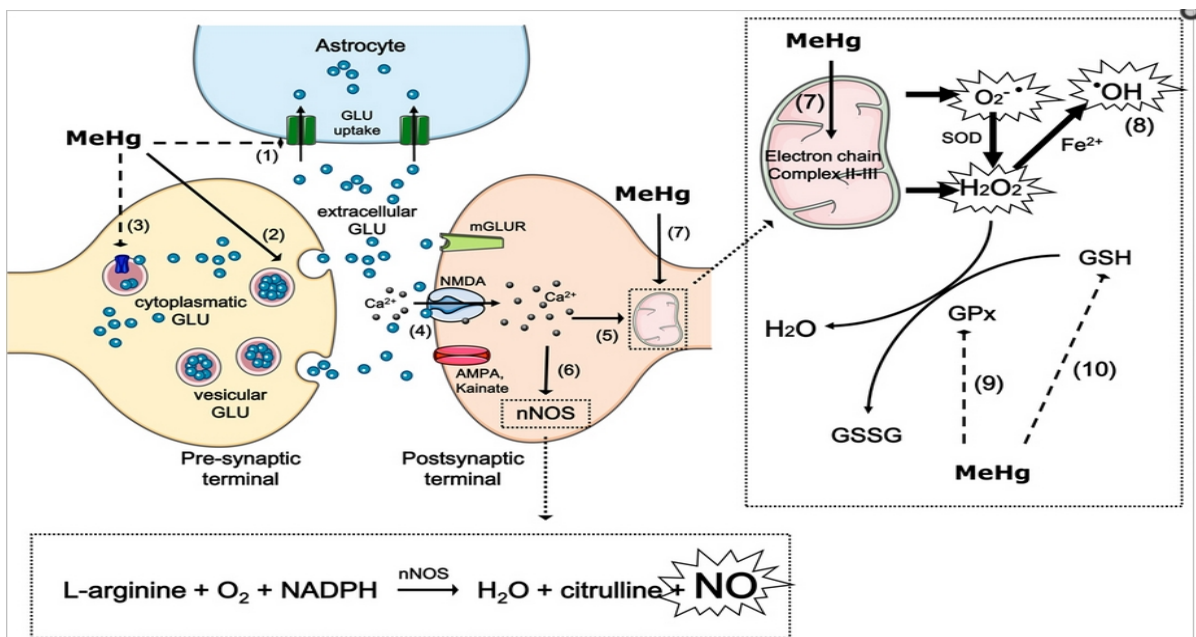 Astrocyte
GLU
uptake
MeHg
(1)
(3)
(2)
extracellular
GLU
cytoplasmatic
GLU
vesicular
GLU
Pre-synaptic
terminal
mGLUR
NMDA
Ca²⁺
(4)
Ca²⁺
(5)
AMPA,
Kainate
(6)
nNOS
Postsynaptic
terminal
MeHg
(7)
MeHg
(7)
Electron chain
Complex II-III
O₂⁻•
SOD
•OH
(8)
Fe²⁺
H₂O₂
GSH
H₂O
GPx
(9)
(10)
GSSG
MeHg
nNOS
L-arginine + O₂ + NADPH → H₂O + citrulline + NO